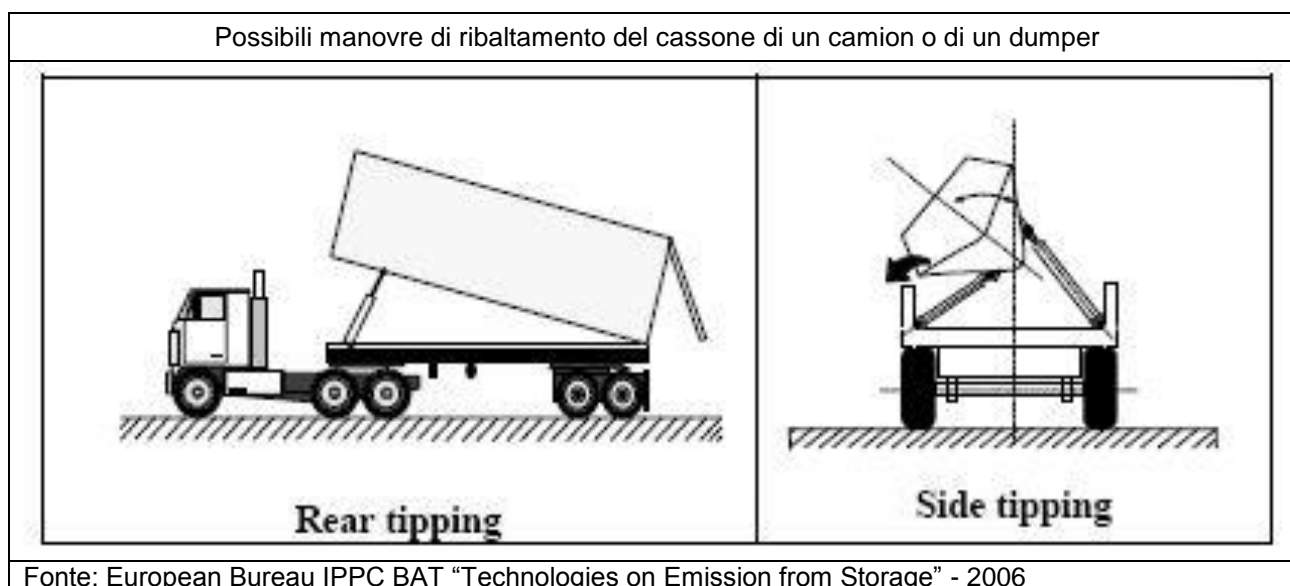 Possibili manovre di ribaltamento del cassone di un camion o di un dumper
Rear tipping
Side tipping
Fonte: European Bureau IPPC BAT “Technologies on Emission from Storage” - 2006